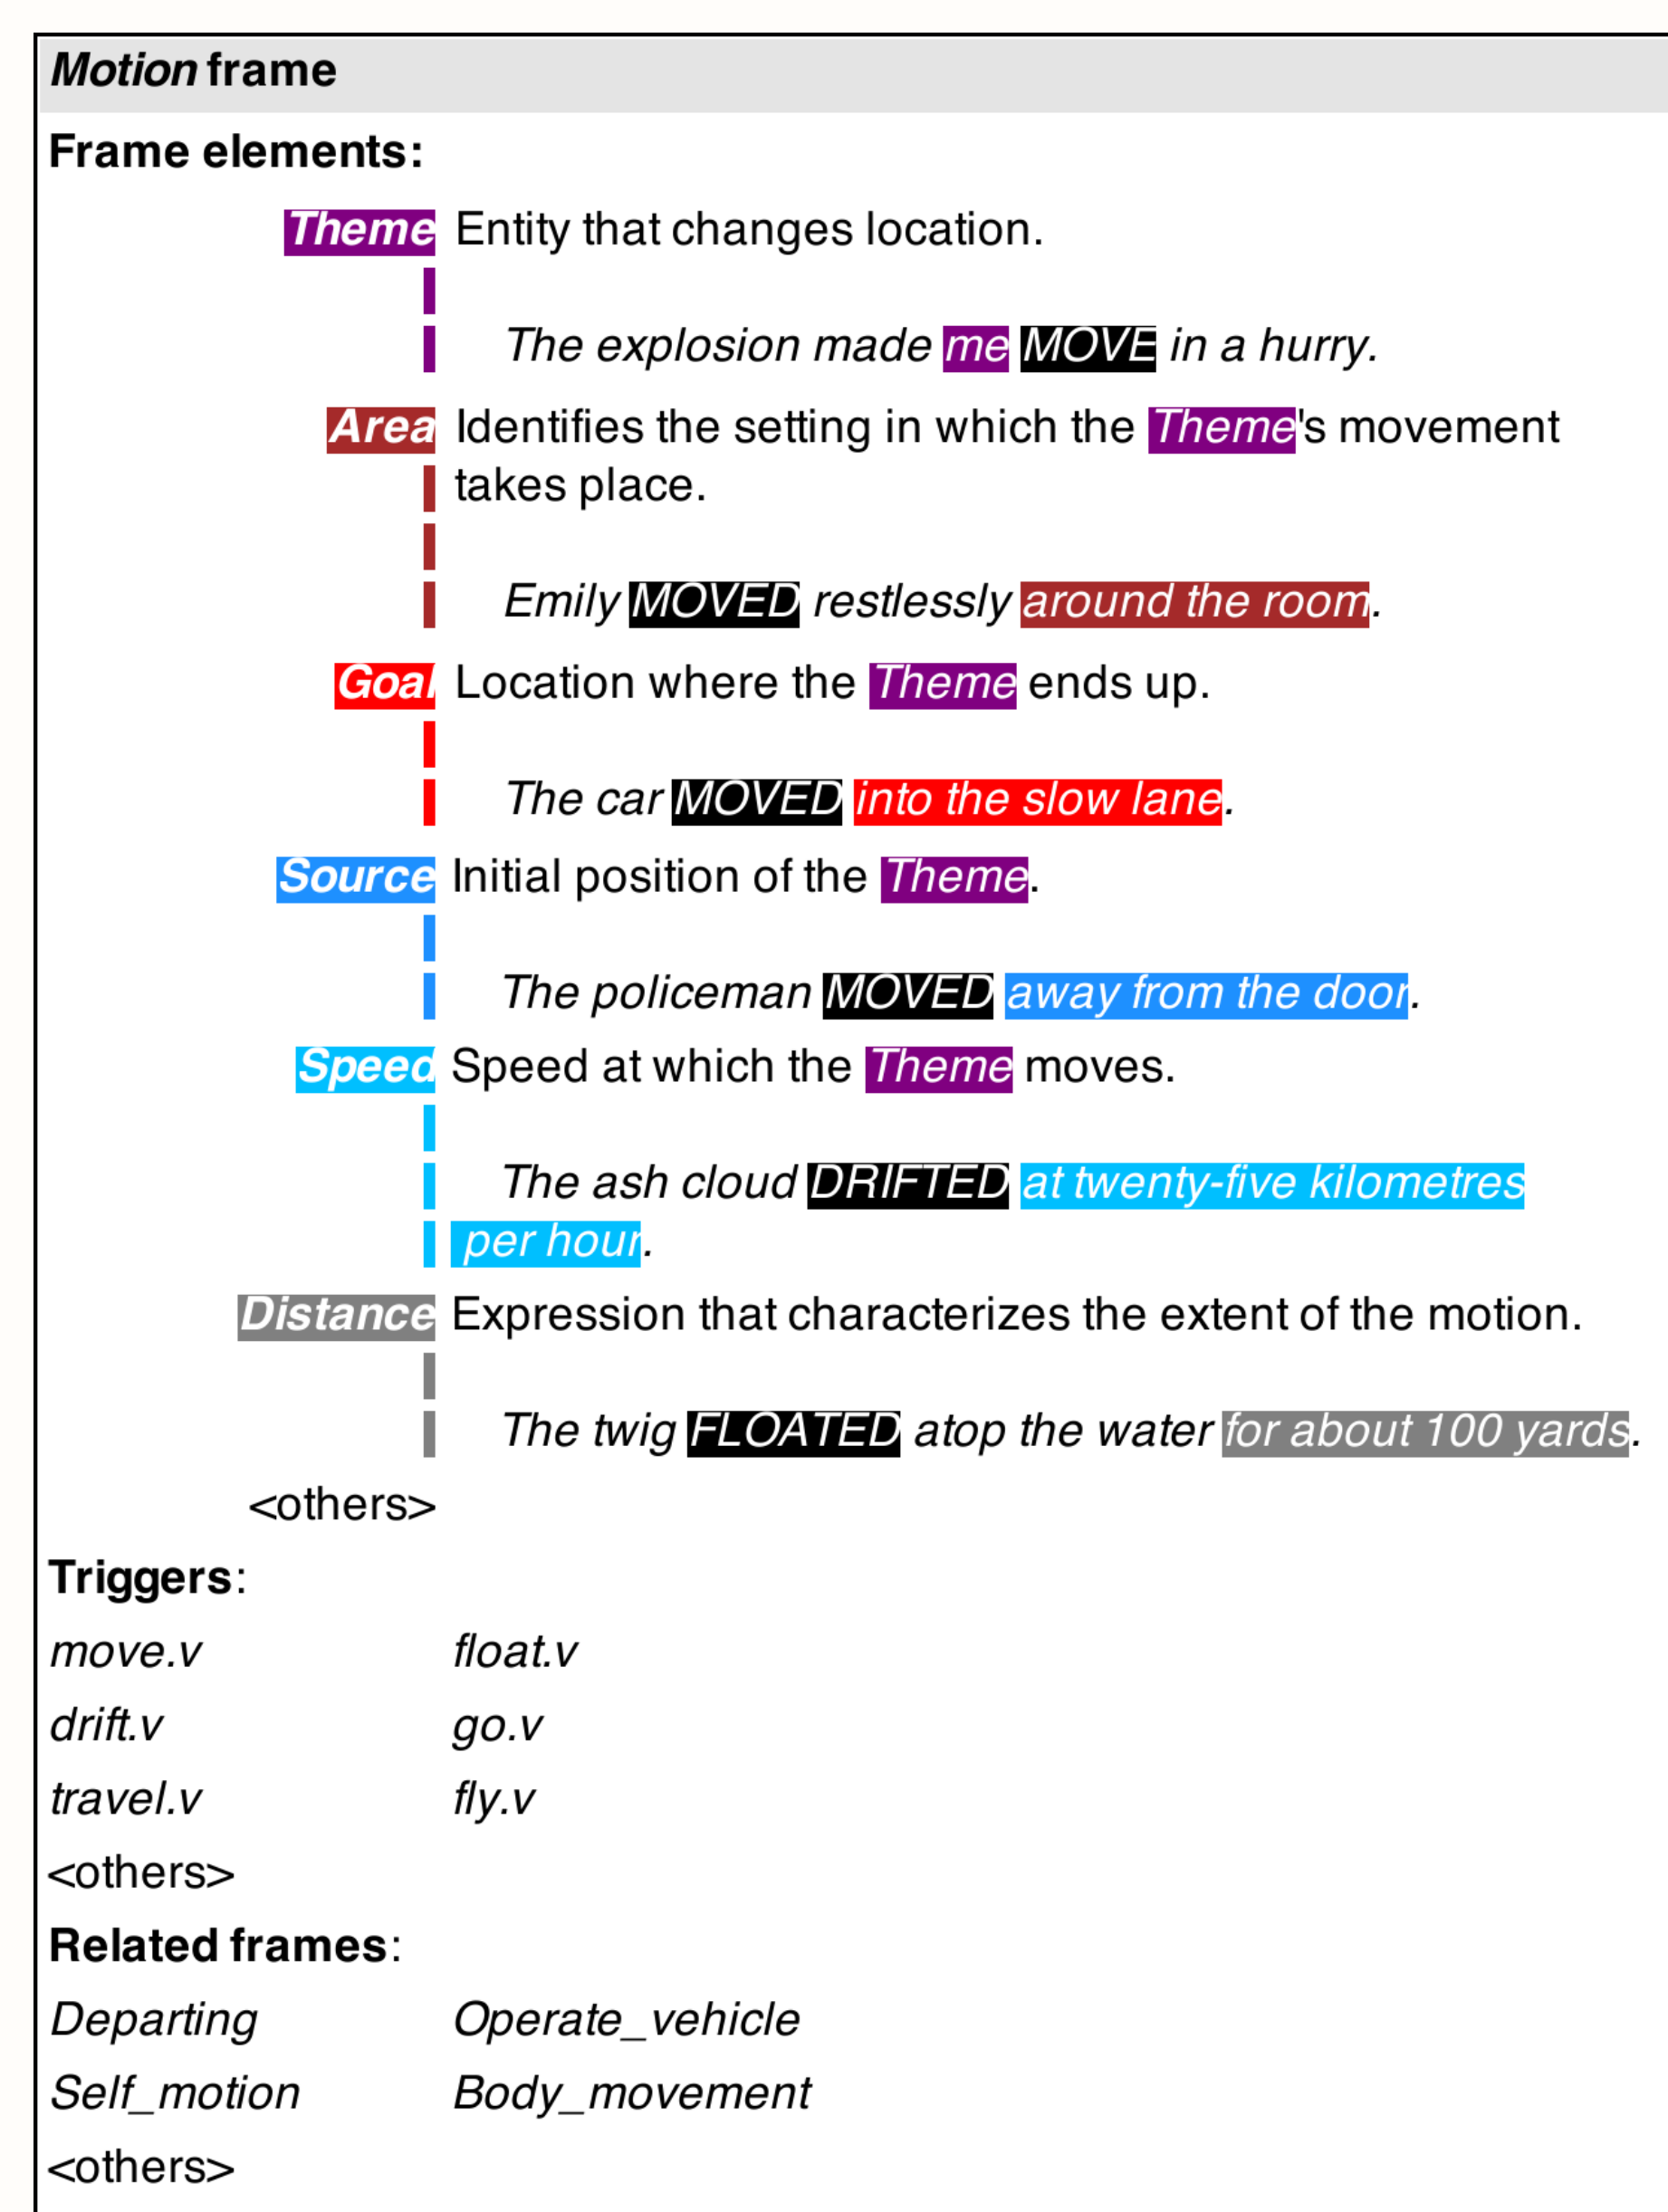 Motion frame
Frame elements:
Theme Entity that changes location.
The explosion made me MOVE in a hurry.
Area Identifies the setting in which the Theme's movement
takes place.
Emily MOVED restlessly around the room.
Goal Location where the Theme ends up.
The car MOVED into the slow lane.
Source Initial position of the Theme.
The policeman MOVED away from the door.
Speed Speed at which the Theme moves.
The ash cloud DRIFTED at twenty-five kilometres
per hour.
Distance Expression that characterizes the extent of the motion.
The twig FLOATED atop the water for about 100 yards.
<others>
Triggers:
move.v float.v
drift.v go.v
travel.v fly.v
<others>
Related frames:
Departing Operate_vehicle
Self_motion Body_movement
<others>